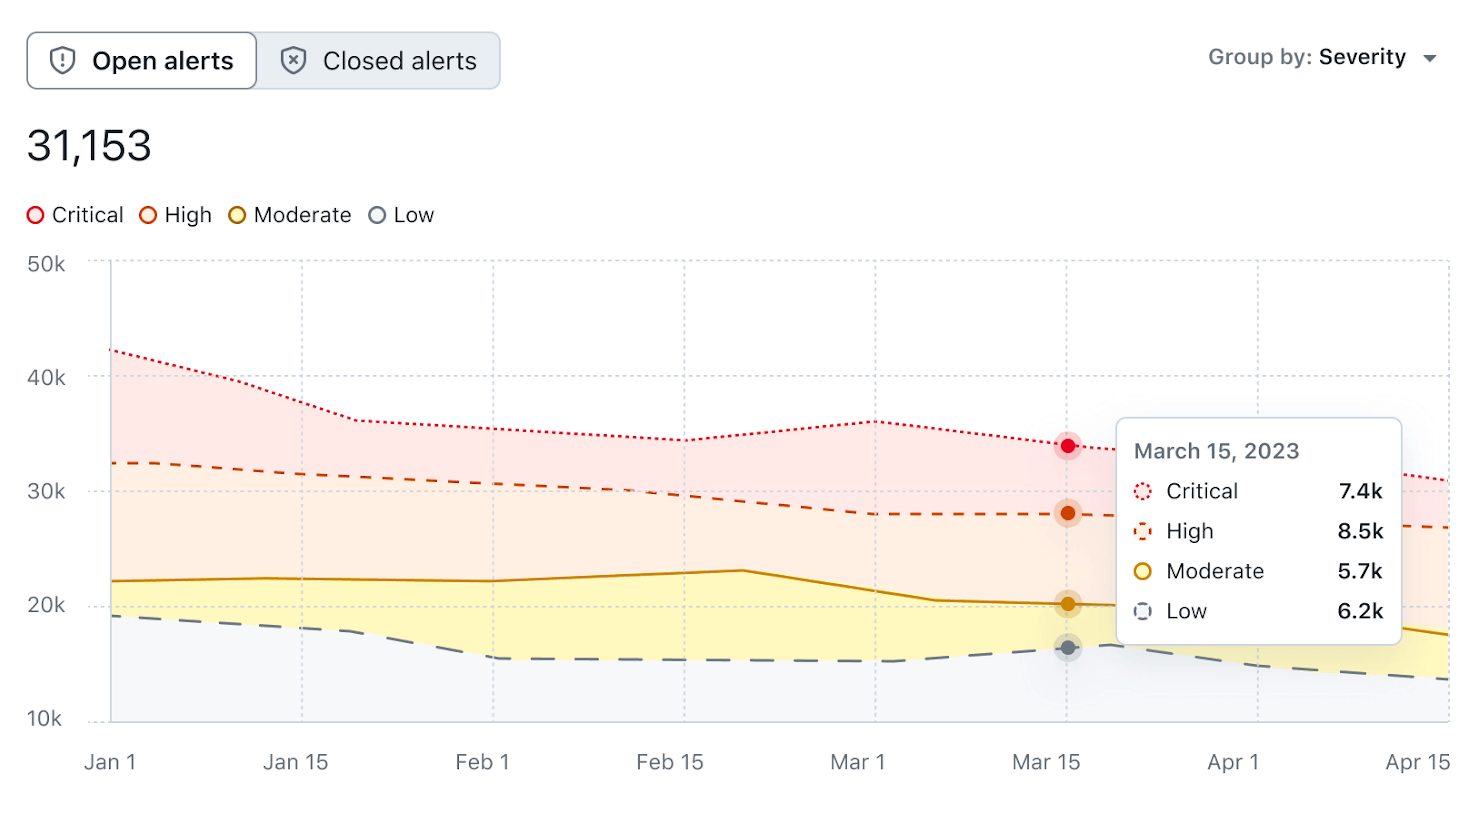 Open alerts Closed alerts Group by: Severity
31,153
Critical High Moderate Low
50k
40k
30k
20k
10k
March 15, 2023
Critical 7.4k
High 8.5k
Moderate 5.7k
Low 6.2k
Jan 1 Jan 15 Feb 1 Feb 15 Mar 1 Mar 15 Apr 1 Apr 15